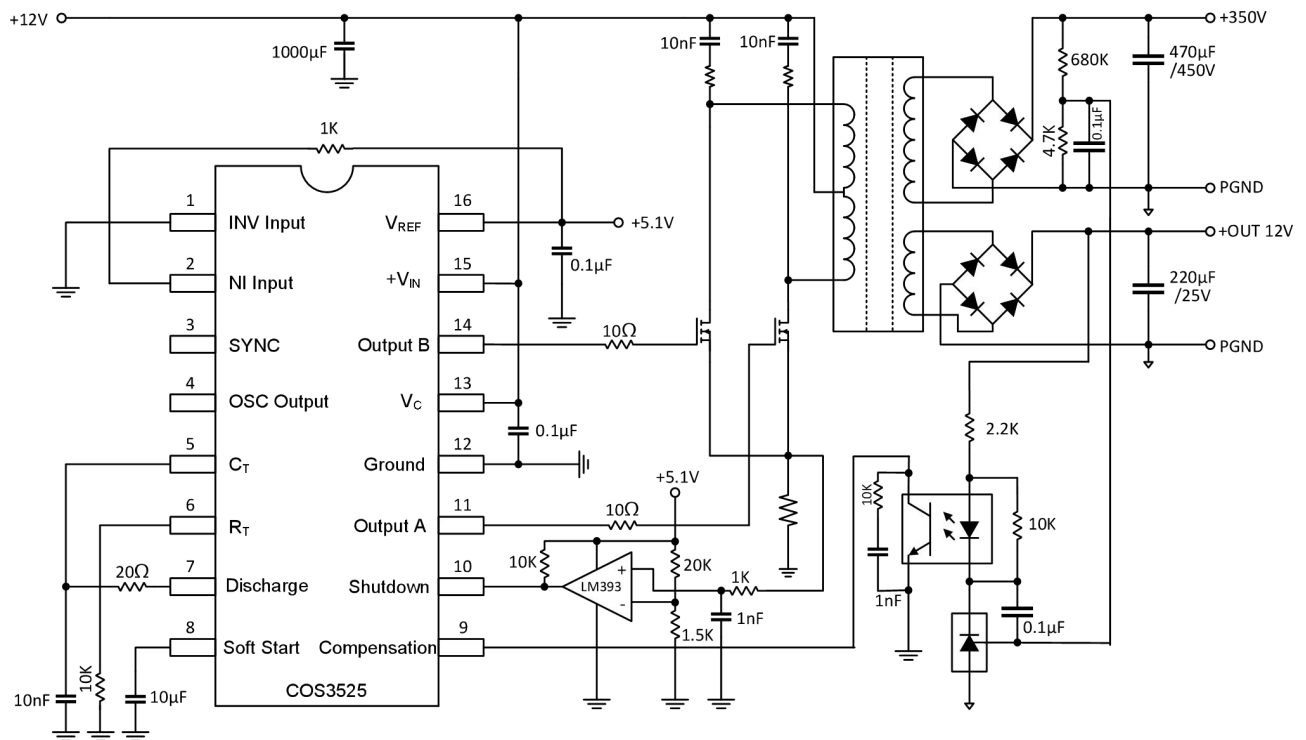 +12V
1000µF
10nF
10nF
+350V
680K
470µF
/450V
4.7K
0.1µF
PGND
+OUT 12V
220µF
/25V
PGND
1K
1
INV Input
2
NI Input
3
SYNC
4
OSC Output
5
CT
6
RT
7
Discharge
8
Soft Start
16
VREF
+5.1V
0.1µF
15
+VIN
14
Output B
10Ω
13
VC
0.1µF
12
Ground
11
Output A
10Ω
10
Shutdown
9
Compensation
COS3525
20Ω
10nF
10K
10µF
+5.1V
10K
LM393
+
-
20K
1.5K
1K
1nF
2.2K
10K
1nF
10K
0.1µF